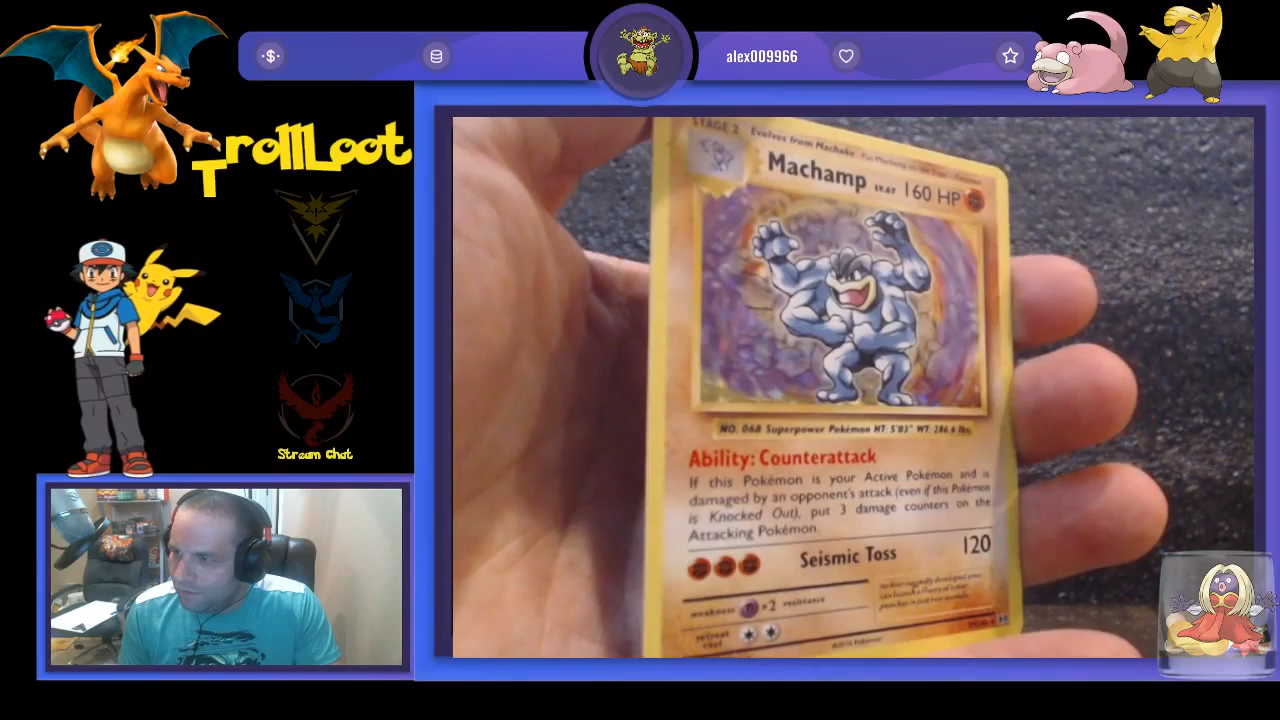 alex009966
TrollLoot
Stream Chat
STAGE 2 Evolves from Machoke
Machamp LV.67 160 HP
NO. 068 Superpower Pokémon HT: 5'03" WT: 286.6 lbs.
Ability: Counterattack
If this Pokémon is your Active Pokémon and is
damaged by an opponent's attack (even if this Pokémon
is Knocked Out), put 3 damage counters on the
Attacking Pokémon.
Seismic Toss 120
weakness ×2 resistance
retreat
cost